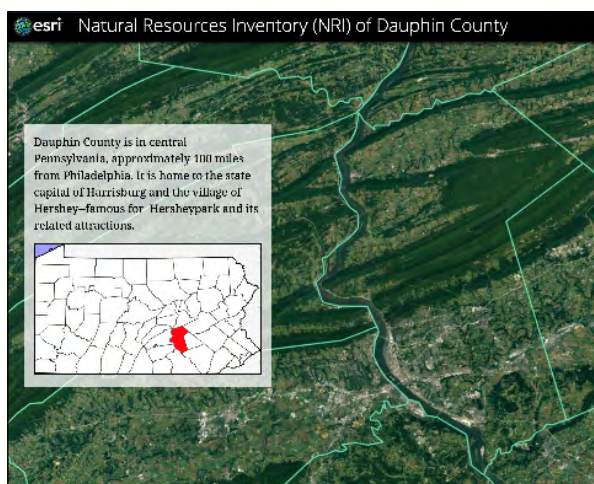 esri Natural Resources Inventory (NRI) of Dauphin County
Dauphin County is in central
Pennsylvania, approximately 100 miles
from Philadelphia. It is home to the state
capital of Harrisburg and the village of
Hershey–famous for Hersheypark and its
related attractions.